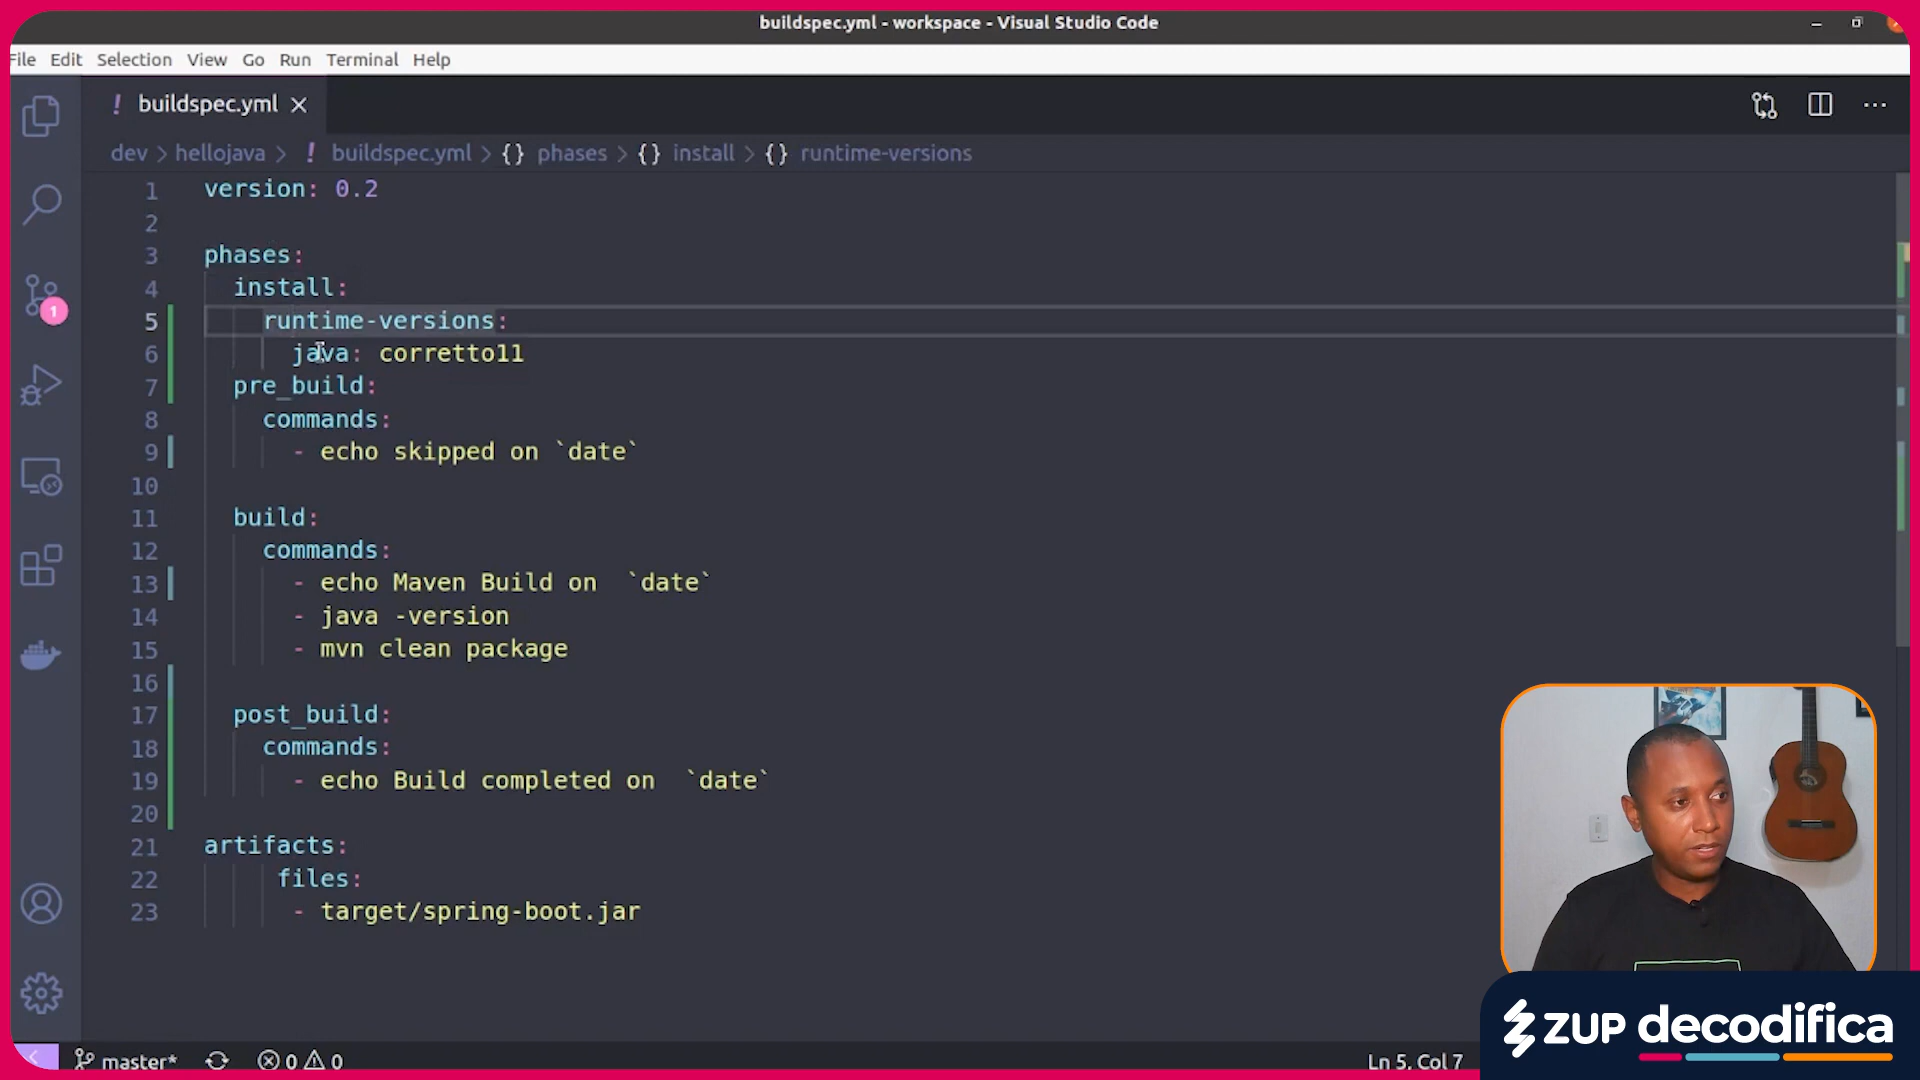 buildspec.yml - workspace - Visual Studio Code
File Edit Selection View Go Run Terminal Help
! buildspec.yml
dev > hellojava > ! buildspec.yml > {} phases > {} install > {} runtime-versions
1 version: 0.2
2
3 phases:
4 install:
5 runtime-versions:
6 java: corretto11
7 pre_build:
8 commands:
9 - echo skipped on `date`
10
11 build:
12 commands:
13 - echo Maven Build on  `date`
14 - java -version
15 - mvn clean package
16
17 post_build:
18 commands:
19 - echo Build completed on  `date`
20
21 artifacts:
22 files:
23 - target/spring-boot.jar
1
master* 0 0 Ln 5, Col 7
ZUP decodifica